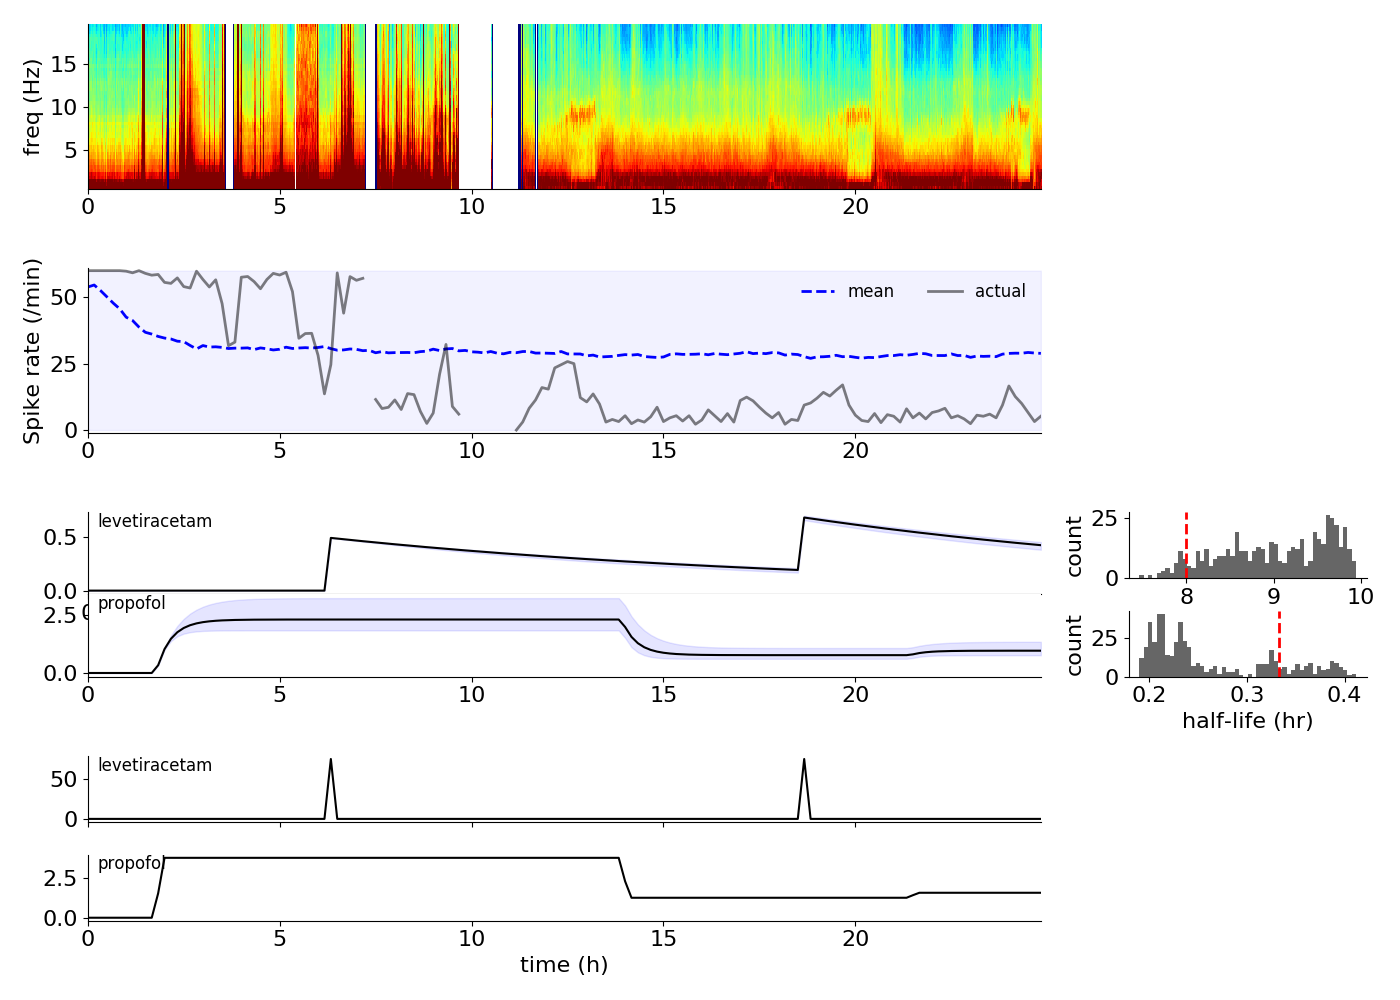 freq (Hz)
15
10
5
0 5 10 15 20
Spike rate (/min)
50
25
0
mean actual
0 5 10 15 20
levetiracetam
0.5
0.0
propofol
2.5
0.0
0 5 10 15 20
count
25
0
8 9 10
count
25
0
0.2 0.3 0.4
half-life (hr)
levetiracetam
50
0
propofol
2.5
0.0
0 5 10 15 20
time (h)